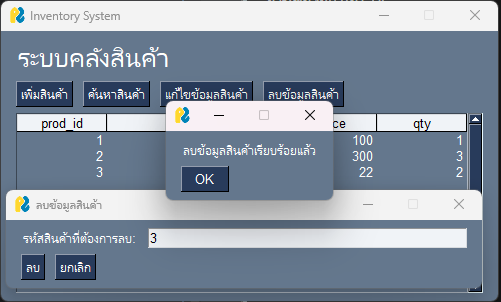 Inventory System
ระบบคลังสินค้า
เพิ่มสินค้า ค้นหาสินค้า แก้ไขข้อมูลสินค้า ลบข้อมูลสินค้า
prod_id ce qty
1 100 1
2 300 3
3 22 2
ลบข้อมูลสินค้าเรียบร้อยแล้ว
OK
ลบข้อมูลสินค้า
รหัสสินค้าที่ต้องการลบ: 3
ลบ ยกเลิก